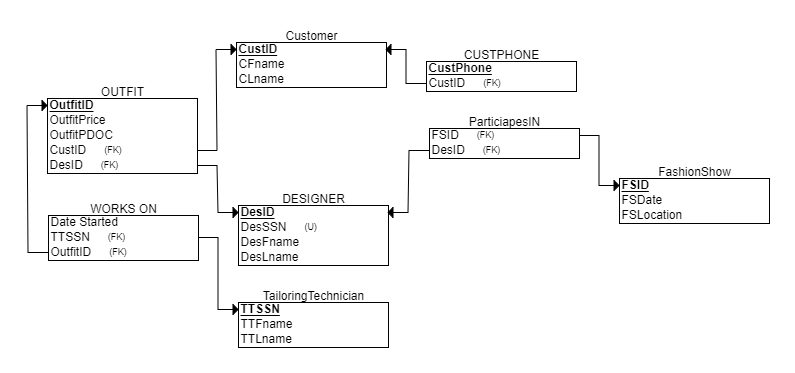 Customer
CustID
CFname
CLname
CUSTPHONE
CustPhone
CustID (FK)
OUTFIT
OutfitID
OutfitPrice
OutfitPDOC
CustID (FK)
DesID (FK)
ParticiapesIN
FSID (FK)
DesID (FK)
FashionShow
FSID
FSDate
FSLocation
DESIGNER
DesID
DesSSN (U)
DesFname
DesLname
WORKS ON
Date Started
TTSSN (FK)
OutfitID (FK)
TailoringTechnician
TTSSN
TTFname
TTLname